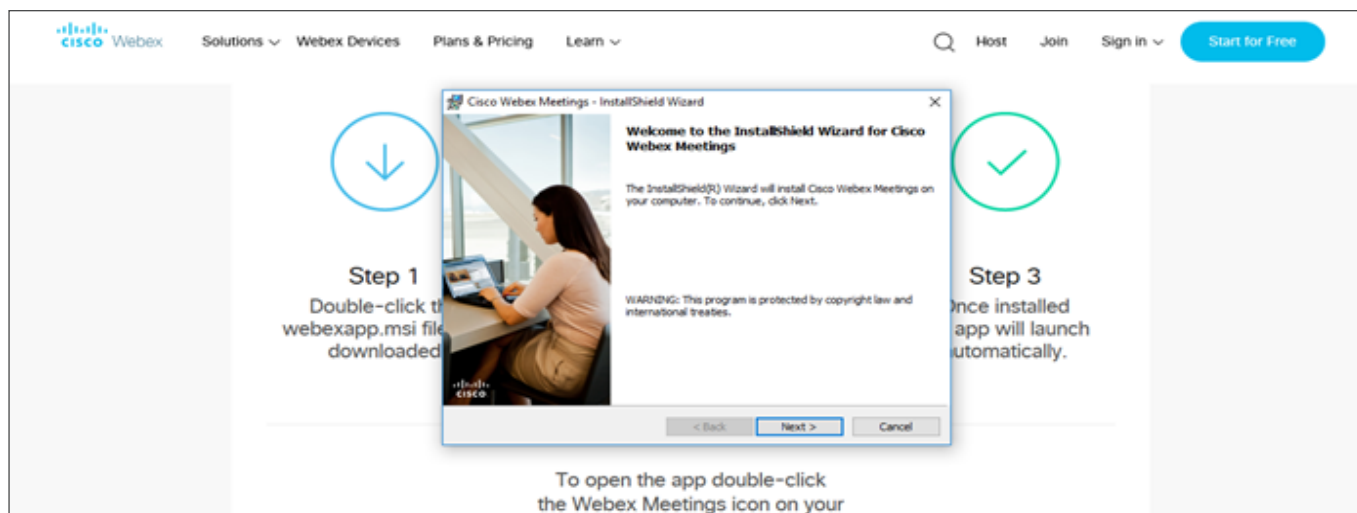 CISCO Webex Solutions Webex Devices Plans & Pricing Learn Host Join Sign in Start for Free
Cisco Webex Meetings - InstallShield Wizard
Welcome to the InstallShield Wizard for Cisco
Webex Meetings
The InstallShield(R) Wizard will install Cisco Webex Meetings on
your computer. To continue, click Next.
WARNING: This program is protected by copyright law and
international treaties.
CISCO
< Back Next > Cancel
Step 1
Double-click
webexapp.msi
downloaded
Step 3
installed
app will launch
To open the app double-click
the Webex Meetings icon on your